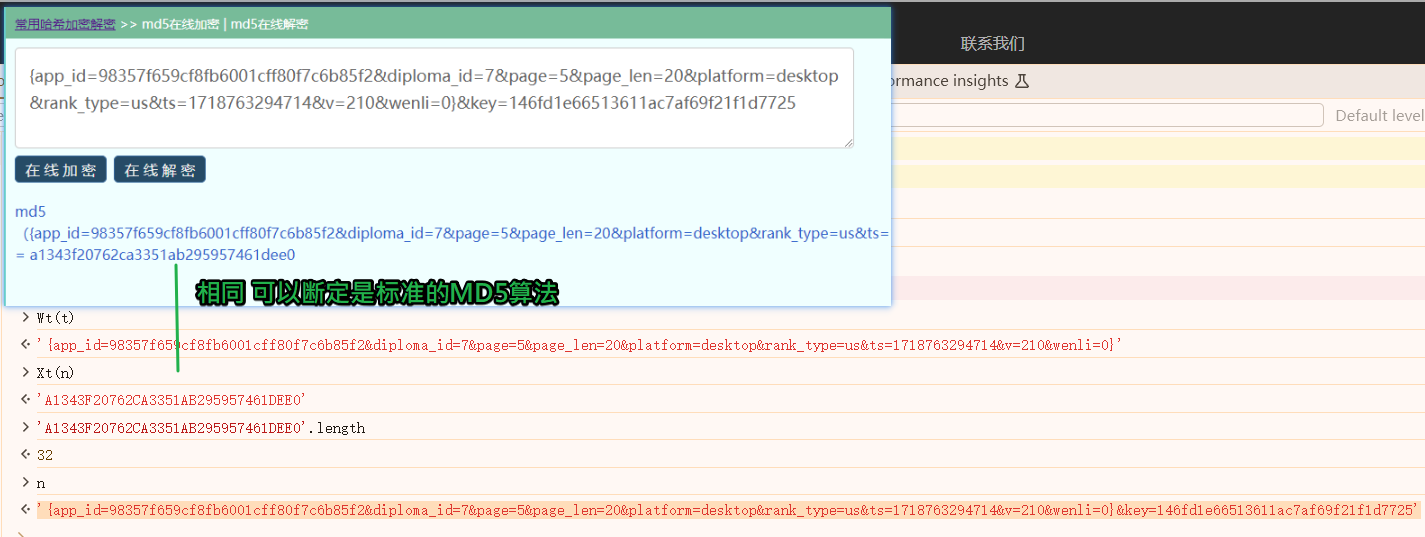 常用哈希加密解密 >> md5在线加密 | md5在线解密
联系我们
{app_id=98357f659cf8fb6001cff80f7c6b85f2&diploma_id=7&page=5&page_len=20&platform=desktop
&rank_type=us&ts=1718763294714&v=210&wenli=0}&key=146fd1e66513611ac7af69f21f1d7725
ormance insights
Default level
在线加密 在线解密
md5
({app_id=98357f659cf8fb6001cff80f7c6b85f2&diploma_id=7&page=5&page_len=20&platform=desktop&rank_type=us&ts=
= a1343f20762ca3351ab295957461dee0
相同 可以断定是标准的MD5算法
Wt(t)
'{app_id=98357f659cf8fb6001cff80f7c6b85f2&diploma_id=7&page=5&page_len=20&platform=desktop&rank_type=us&ts=1718763294714&v=210&wenli=0}'
Xt(n)
'A1343F20762CA3351AB295957461DEE0'
'A1343F20762CA3351AB295957461DEE0'.length
32
n
'{app_id=98357f659cf8fb6001cff80f7c6b85f2&diploma_id=7&page=5&page_len=20&platform=desktop&rank_type=us&ts=1718763294714&v=210&wenli=0}&key=146fd1e66513611ac7af69f21f1d7725'